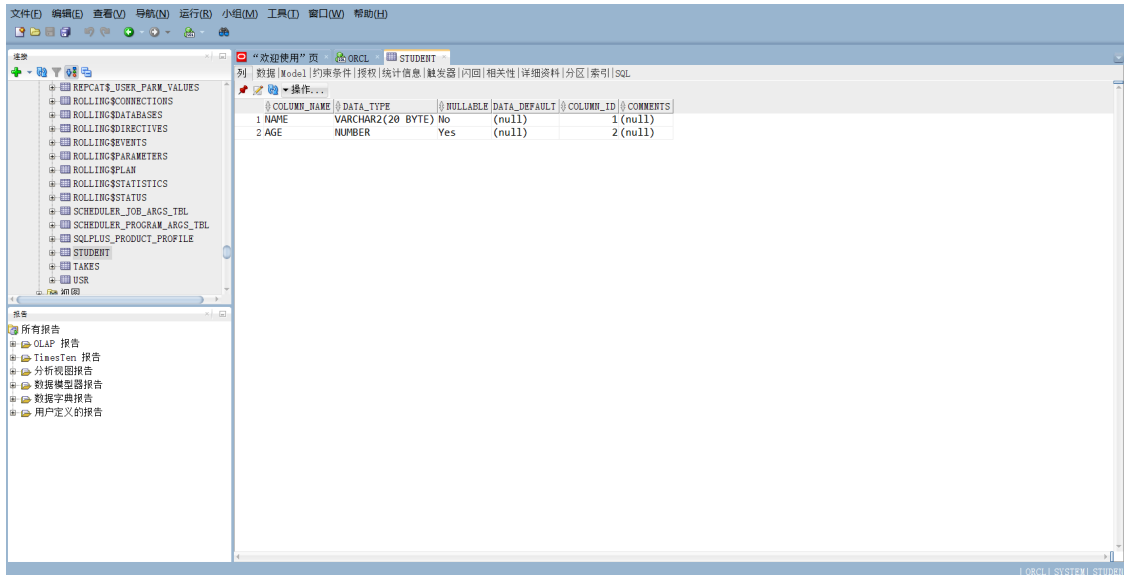 文件(F) 编辑(E) 查看(V) 导航(N) 运行(R) 小组(M) 工具(T) 窗口(W) 帮助(H)
连接
REPCAT$_USER_PARM_VALUES
ROLLING$CONNECTIONS
ROLLING$DATABASES
ROLLING$DIRECTIVES
ROLLING$EVENTS
ROLLING$PARAMETERS
ROLLING$PLAN
ROLLING$STATISTICS
ROLLING$STATUS
SCHEDULER_JOB_ARGS_TBL
SCHEDULER_PROGRAM_ARGS_TBL
SQLPLUS_PRODUCT_PROFILE
STUDENT
TAKES
USR
视图
报告
所有报告
OLAP 报告
TimesTen 报告
分析视图报告
数据模型器报告
数据字典报告
用户定义的报告
“欢迎使用”页 ORCL STUDENT
列 数据|Model|约束条件|授权|统计信息|触发器|闪回|相关性|详细资料|分区|索引|SQL
操作...
COLUMN_NAME DATA_TYPE NULLABLE DATA_DEFAULT COLUMN_ID COMMENTS
1 NAME VARCHAR2(20 BYTE) No (null) 1 (null)
2 AGE NUMBER Yes (null) 2 (null)
| ORCL| SYSTEM| STUDEN